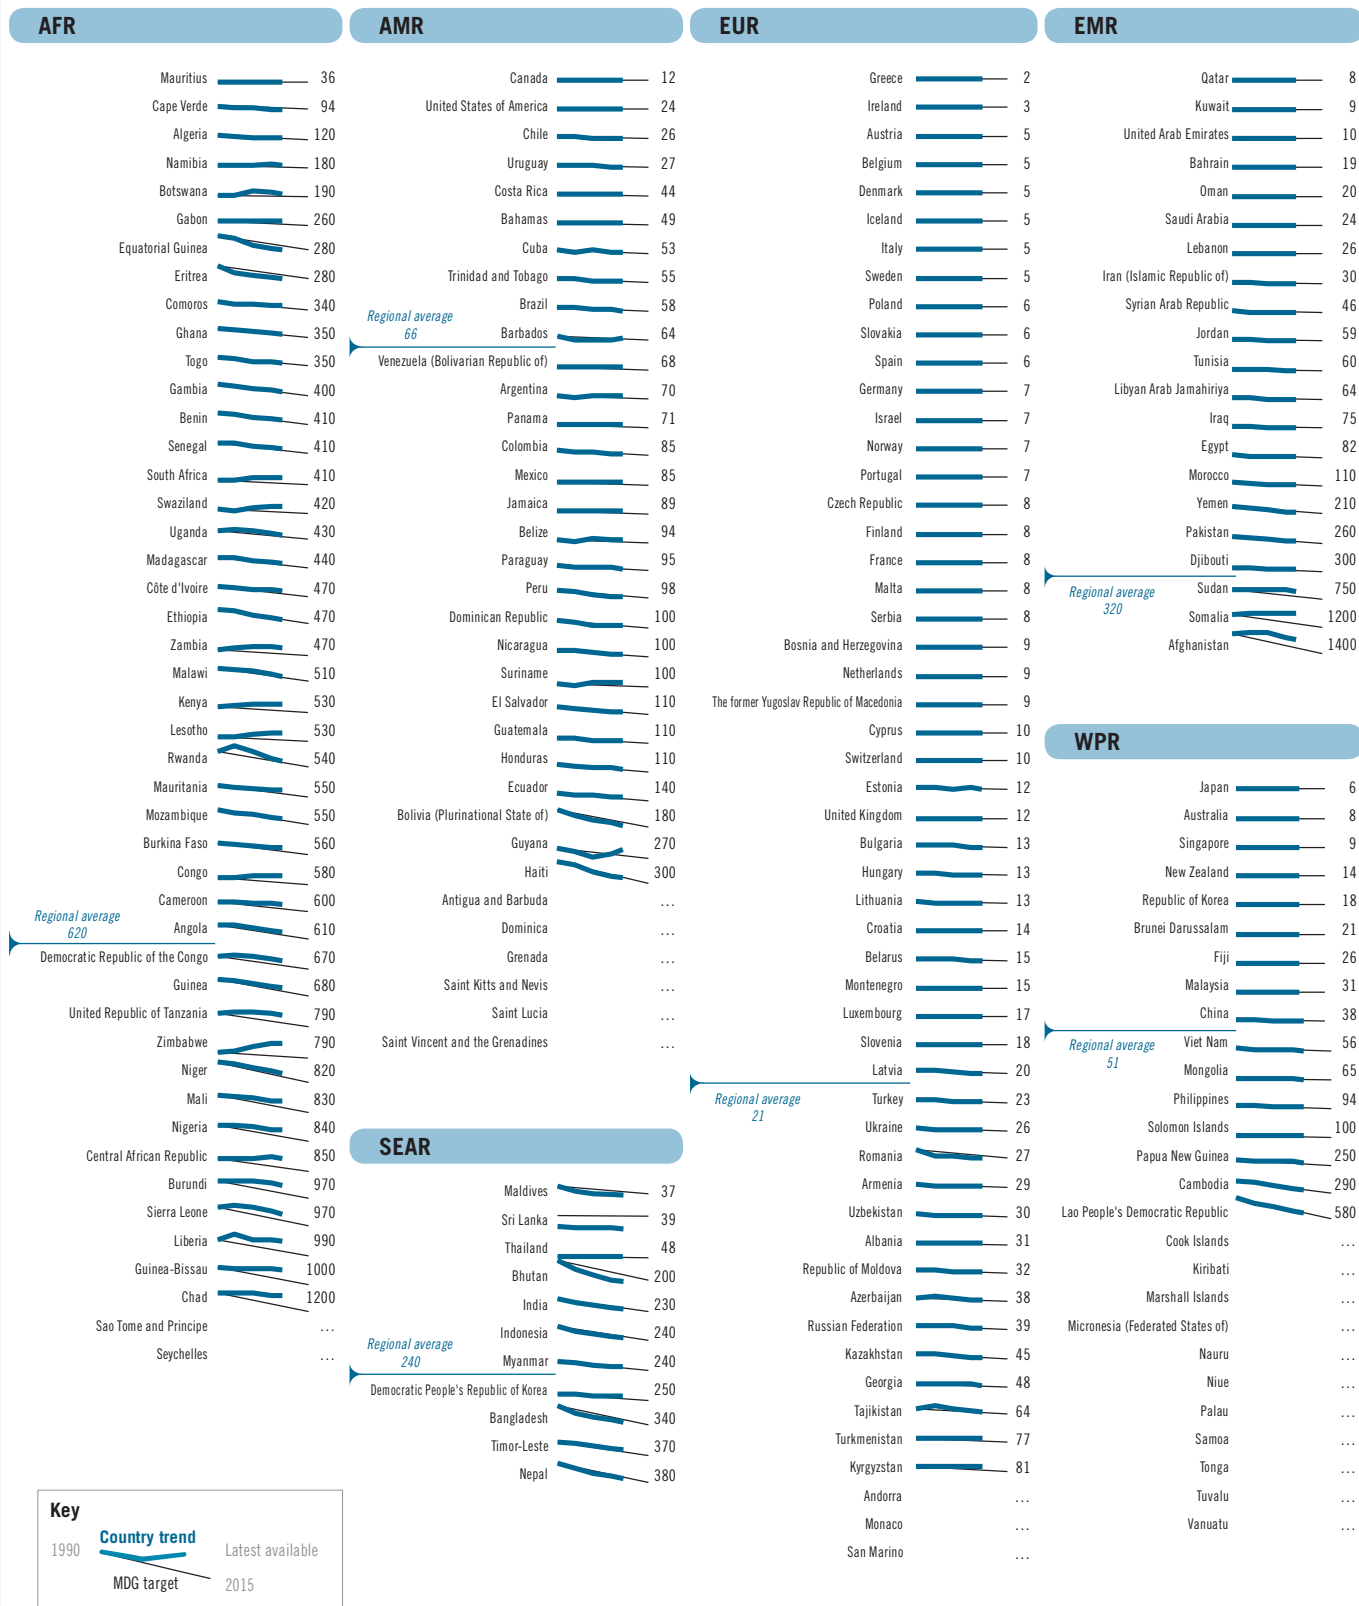 AFR
Mauritius 36
Cape Verde 94
Algeria 120
Namibia 180
Botswana 190
Gabon 260
Equatorial Guinea 280
Eritrea 280
Comoros 340
Ghana 350
Togo 350
Gambia 400
Benin 410
Senegal 410
South Africa 410
Swaziland 420
Uganda 430
Madagascar 440
Côte d'Ivoire 470
Ethiopia 470
Zambia 470
Malawi 510
Kenya 530
Lesotho 530
Rwanda 540
Mauritania 550
Mozambique 550
Burkina Faso 560
Congo 580
Cameroon 600
Regional average
620
Angola 610
Democratic Republic of the Congo 670
Guinea 680
United Republic of Tanzania 790
Zimbabwe 790
Niger 820
Mali 830
Nigeria 840
Central African Republic 850
Burundi 970
Sierra Leone 970
Liberia 990
Guinea-Bissau 1000
Chad 1200
Sao Tome and Principe ...
Seychelles ...
Key
Country trend
1990 Latest available
MDG target 2015
AMR
Canada 12
United States of America 24
Chile 26
Uruguay 27
Costa Rica 44
Bahamas 49
Cuba 53
Trinidad and Tobago 55
Brazil 58
Regional average
66
Barbados 64
Venezuela (Bolivarian Republic of) 68
Argentina 70
Panama 71
Colombia 85
Mexico 85
Jamaica 89
Belize 94
Paraguay 95
Peru 98
Dominican Republic 100
Nicaragua 100
Suriname 100
El Salvador 110
Guatemala 110
Honduras 110
Ecuador 140
Bolivia (Plurinational State of) 180
Guyana 270
Haiti 300
Antigua and Barbuda ...
Dominica ...
Grenada ...
Saint Kitts and Nevis ...
Saint Lucia ...
Saint Vincent and the Grenadines ...
SEAR
Maldives 37
Sri Lanka 39
Thailand 48
Bhutan 200
India 230
Indonesia 240
Regional average
240
Myanmar 240
Democratic People's Republic of Korea 250
Bangladesh 340
Timor-Leste 370
Nepal 380
EUR
Greece 2
Ireland 3
Austria 5
Belgium 5
Denmark 5
Iceland 5
Italy 5
Sweden 5
Poland 6
Slovakia 6
Spain 6
Germany 7
Israel 7
Norway 7
Portugal 7
Czech Republic 8
Finland 8
France 8
Malta 8
Serbia 8
Bosnia and Herzegovina 9
Netherlands 9
The former Yugoslav Republic of Macedonia 9
Cyprus 10
Switzerland 10
Estonia 12
United Kingdom 12
Bulgaria 13
Hungary 13
Lithuania 13
Croatia 14
Belarus 15
Montenegro 15
Luxembourg 17
Slovenia 18
Latvia 20
Regional average
21
Turkey 23
Ukraine 26
Romania 27
Armenia 29
Uzbekistan 30
Albania 31
Republic of Moldova 32
Azerbaijan 38
Russian Federation 39
Kazakhstan 45
Georgia 48
Tajikistan 64
Turkmenistan 77
Kyrgyzstan 81
Andorra ...
Monaco ...
San Marino ...
EMR
Qatar 8
Kuwait 9
United Arab Emirates 10
Bahrain 19
Oman 20
Saudi Arabia 24
Lebanon 26
Iran (Islamic Republic of) 30
Syrian Arab Republic 46
Jordan 59
Tunisia 60
Libyan Arab Jamahiriya 64
Iraq 75
Egypt 82
Morocco 110
Yemen 210
Pakistan 260
Djibouti 300
Regional average
320
Sudan 750
Somalia 1200
Afghanistan 1400
WPR
Japan 6
Australia 8
Singapore 9
New Zealand 14
Republic of Korea 18
Brunei Darussalam 21
Fiji 26
Malaysia 31
China 38
Regional average
51
Viet Nam 56
Mongolia 65
Philippines 94
Solomon Islands 100
Papua New Guinea 250
Cambodia 290
Lao People's Democratic Republic 580
Cook Islands ...
Kiribati ...
Marshall Islands ...
Micronesia (Federated States of) ...
Nauru ...
Niue ...
Palau ...
Samoa ...
Tonga ...
Tuvalu ...
Vanuatu ...